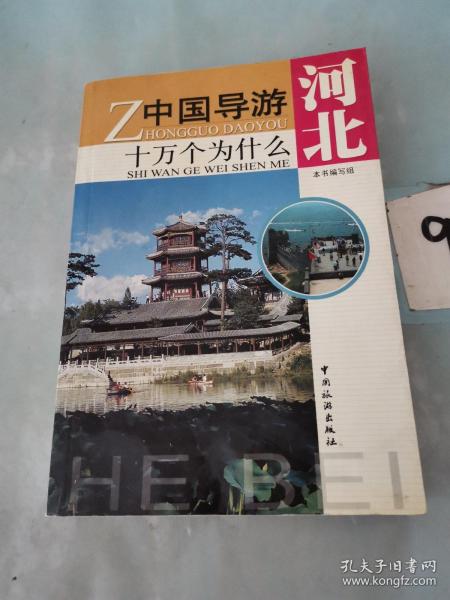 中国导游
ZHONGGUO DAOYOU
十万个为什么
SHI WAN GE WEI SHEN ME
河北
本书编写组
9
中国旅游出版社
HE BEI
孔夫子旧书网
www.kongfz.com